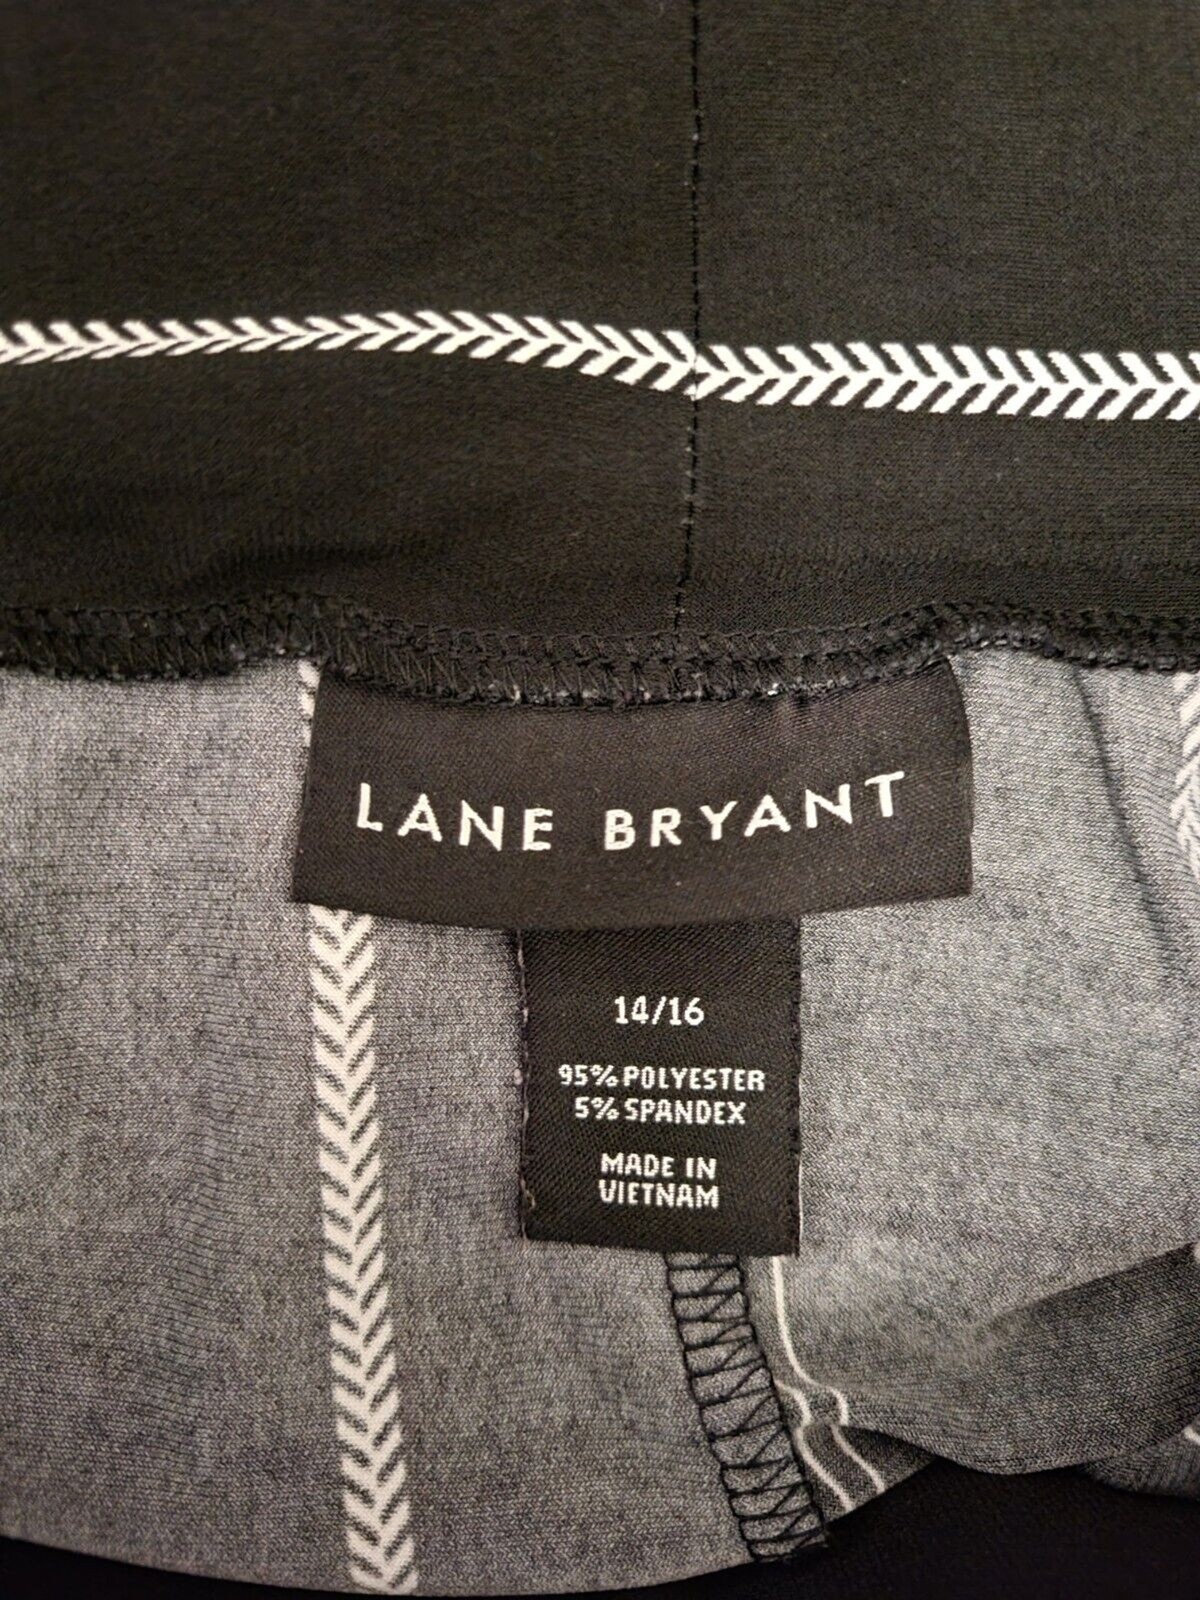 LANE BRYANT
14/16
95% POLYESTER
5% SPANDEX
MADE IN
VIETNAM